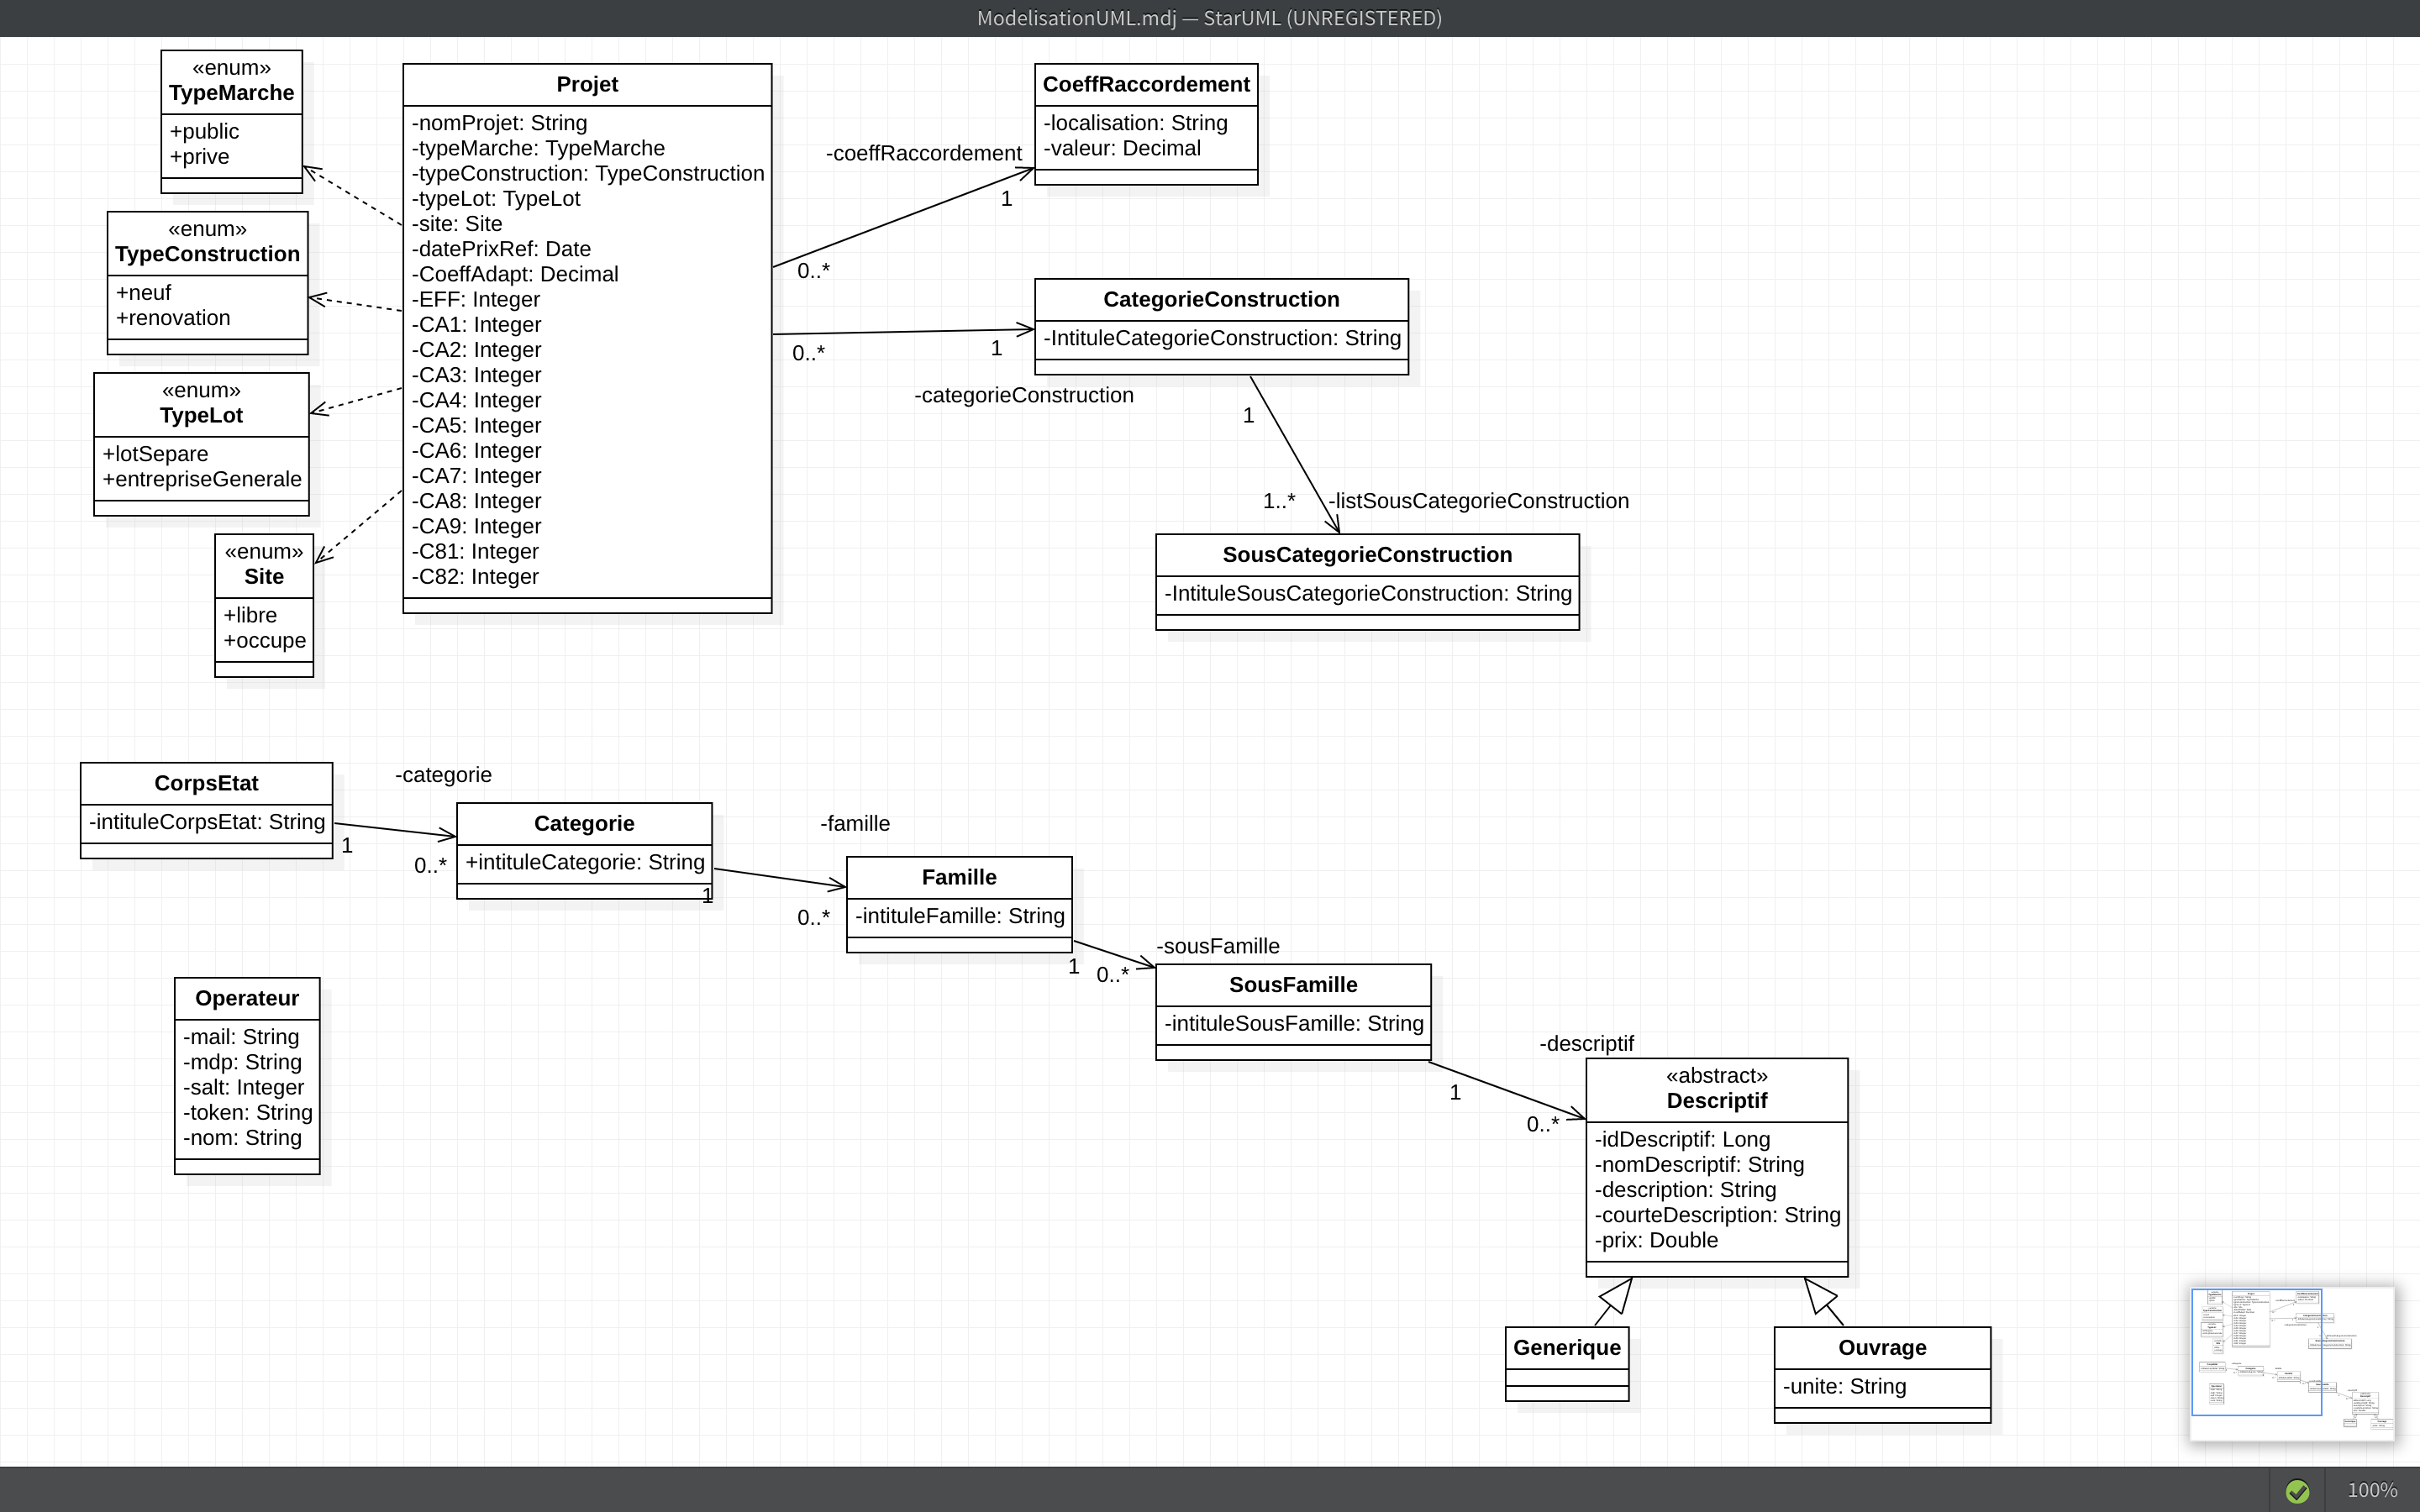 ModelisationUML.mdj — StarUML (UNREGISTERED)
«enum»
TypeMarche
+public
+prive
«enum»
TypeConstruction
+neuf
+renovation
«enum»
TypeLot
+lotSepare
+entrepriseGenerale
«enum»
Site
+libre
+occupe
Projet
-nomProjet: String
-typeMarche: TypeMarche
-typeConstruction: TypeConstruction
-typeLot: TypeLot
-site: Site
-datePrixRef: Date
-CoeffAdapt: Decimal
-EFF: Integer
-CA1: Integer
-CA2: Integer
-CA3: Integer
-CA4: Integer
-CA5: Integer
-CA6: Integer
-CA7: Integer
-CA8: Integer
-CA9: Integer
-C81: Integer
-C82: Integer
-coeffRaccordement
1
0..*
CoeffRaccordement
-localisation: String
-valeur: Decimal
0..*
1
-categorieConstruction
CategorieConstruction
-IntituleCategorieConstruction: String
1
1..*
-listSousCategorieConstruction
SousCategorieConstruction
-IntituleSousCategorieConstruction: String
CorpsEtat
-intituleCorpsEtat: String
1
-categorie
0..*
Categorie
+intituleCategorie: String
1
-famille
0..*
Famille
-intituleFamille: String
1
0..*
-sousFamille
SousFamille
-intituleSousFamille: String
1
0..*
-descriptif
«abstract»
Descriptif
-idDescriptif: Long
-nomDescriptif: String
-description: String
-courteDescription: String
-prix: Double
Generique
Ouvrage
-unite: String
Operateur
-mail: String
-mdp: String
-salt: Integer
-token: String
-nom: String
100%